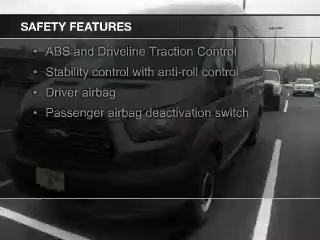 SAFETY FEATURES
• ABS and Driveline Traction Control
• Stability control with anti-roll control
• Driver airbag
• Passenger airbag deactivation switch